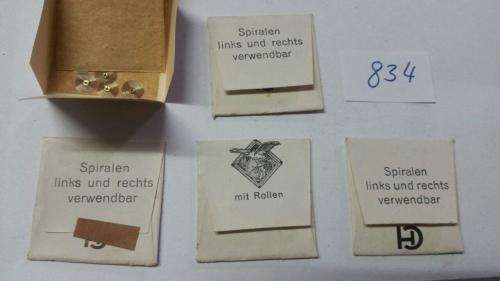 Spiralen
links und rechts
verwendbar
834
Spiralen
links und rechts
verwendbar
mit Rollen
Spiralen
links und rechts
verwendbar